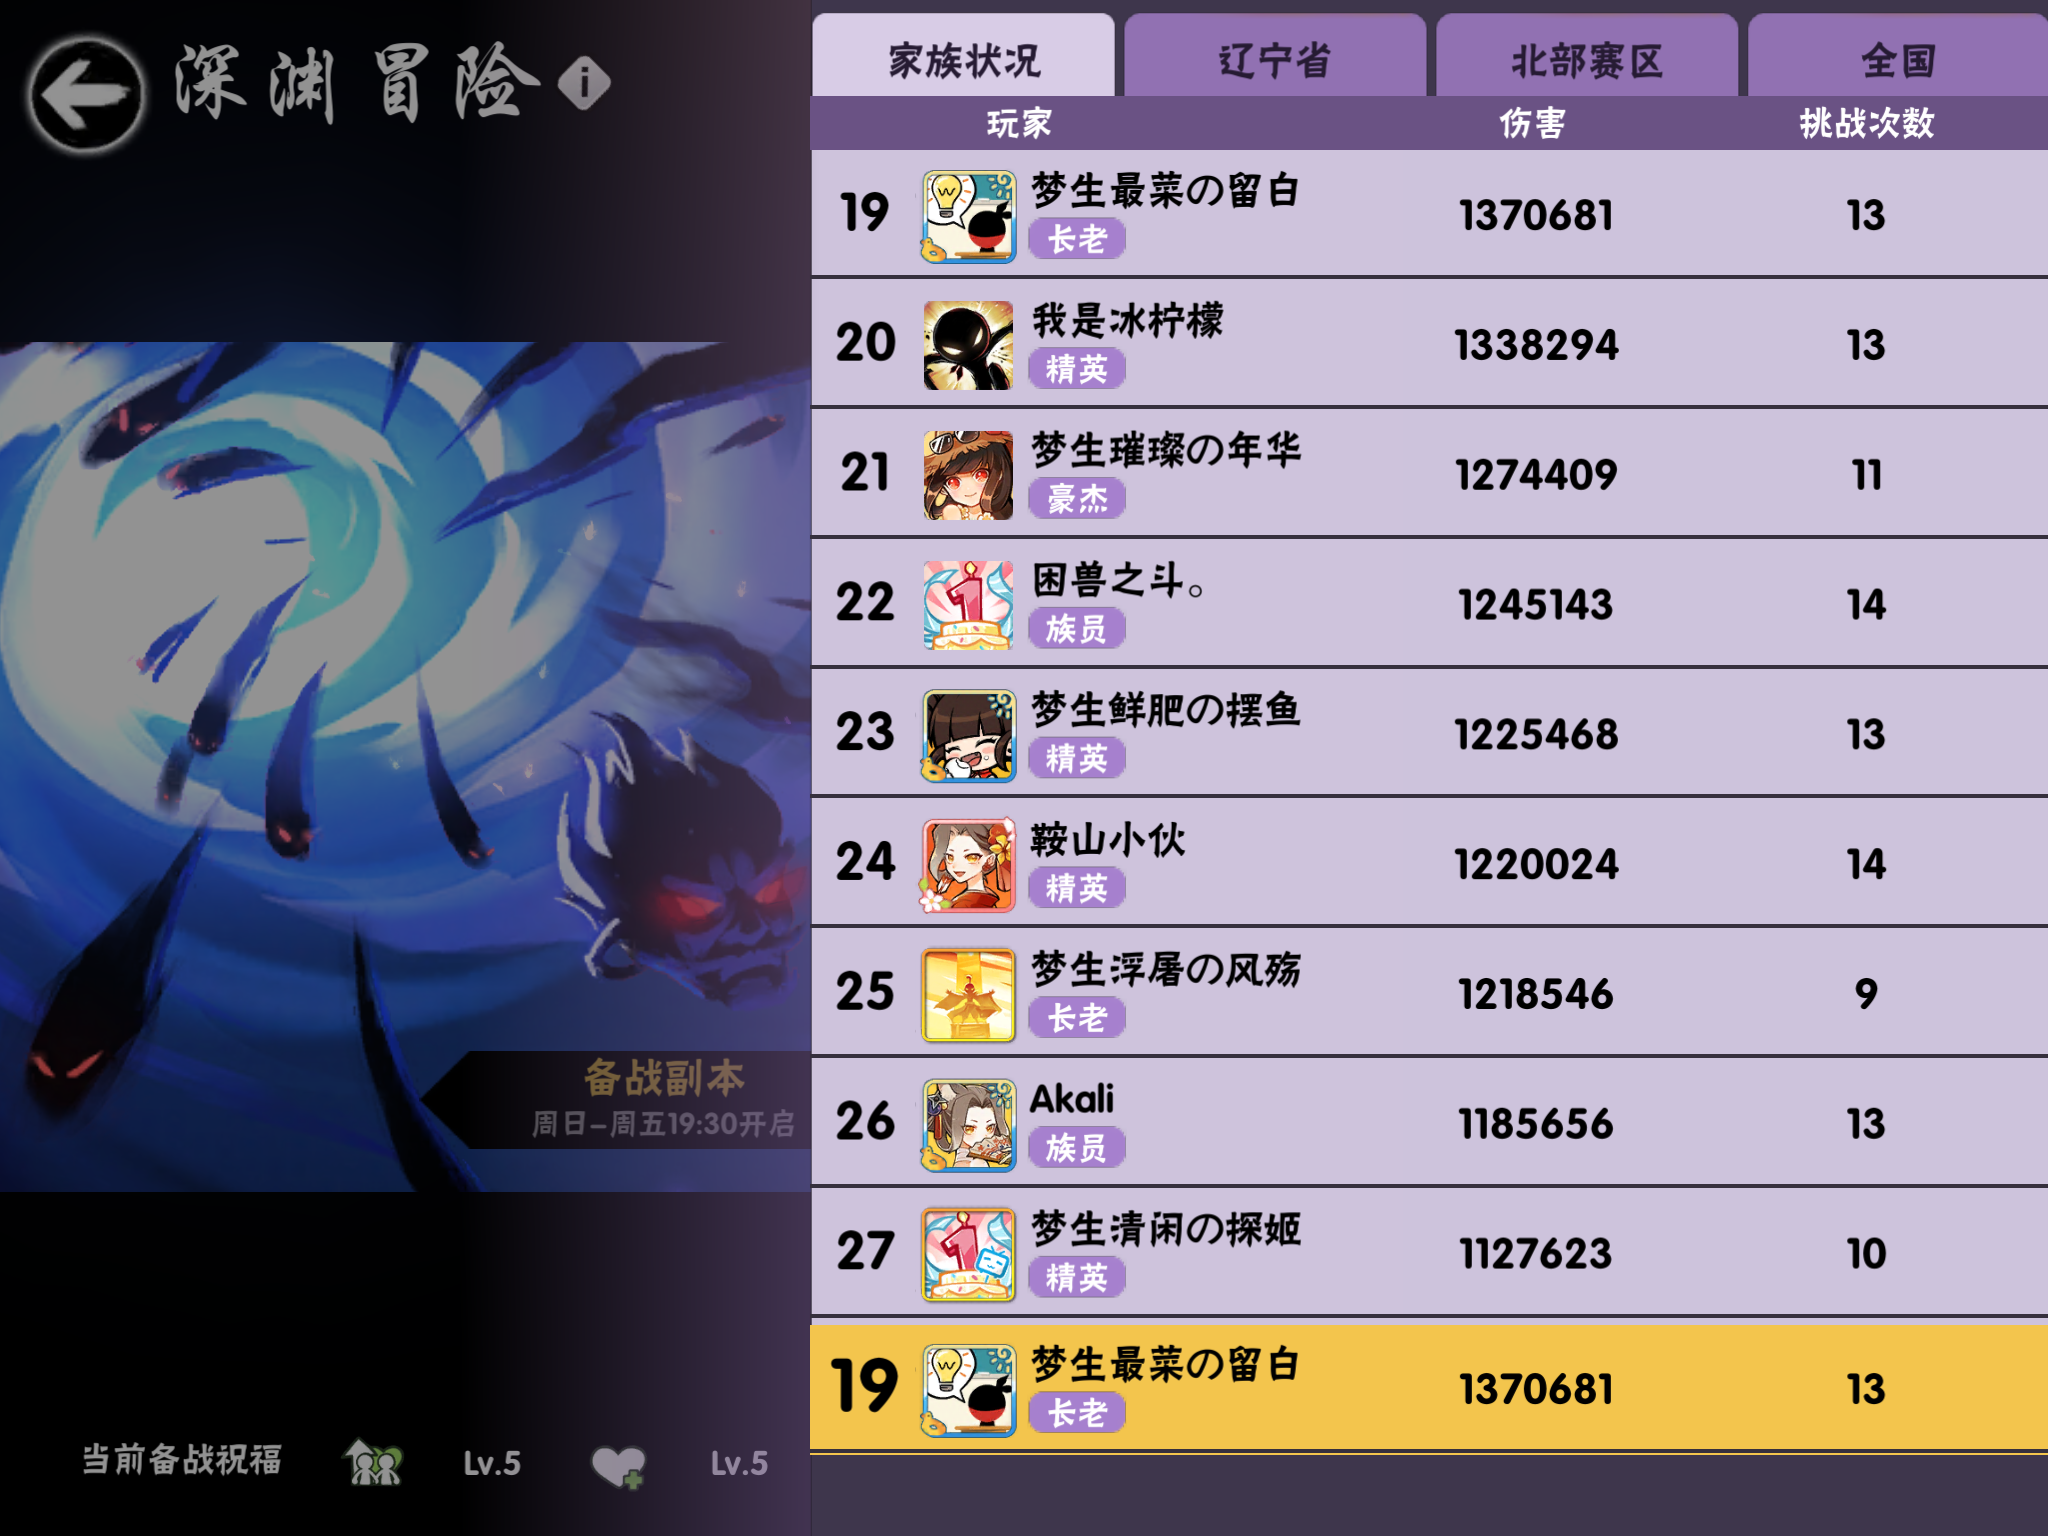 深渊冒险 i
家族状况 辽宁省 北部赛区 全国
玩家 伤害 挑战次数
19 梦生最菜の留白 1370681 13
长老
20 我是冰柠檬 1338294 13
精英
21 梦生璀璨の年华 1274409 11
豪杰
22 困兽之斗。 1245143 14
族员
23 梦生鲜肥の摆鱼 1225468 13
精英
24 鞍山小伙 1220024 14
精英
25 梦生浮屠の风殇 1218546 9
长老
26 Akali 1185656 13
族员
27 梦生清闲の探姬 1127623 10
精英
19 梦生最菜の留白 1370681 13
长老
备战副本
周日-周五19:30开启
当前备战祝福 Lv.5 Lv.5